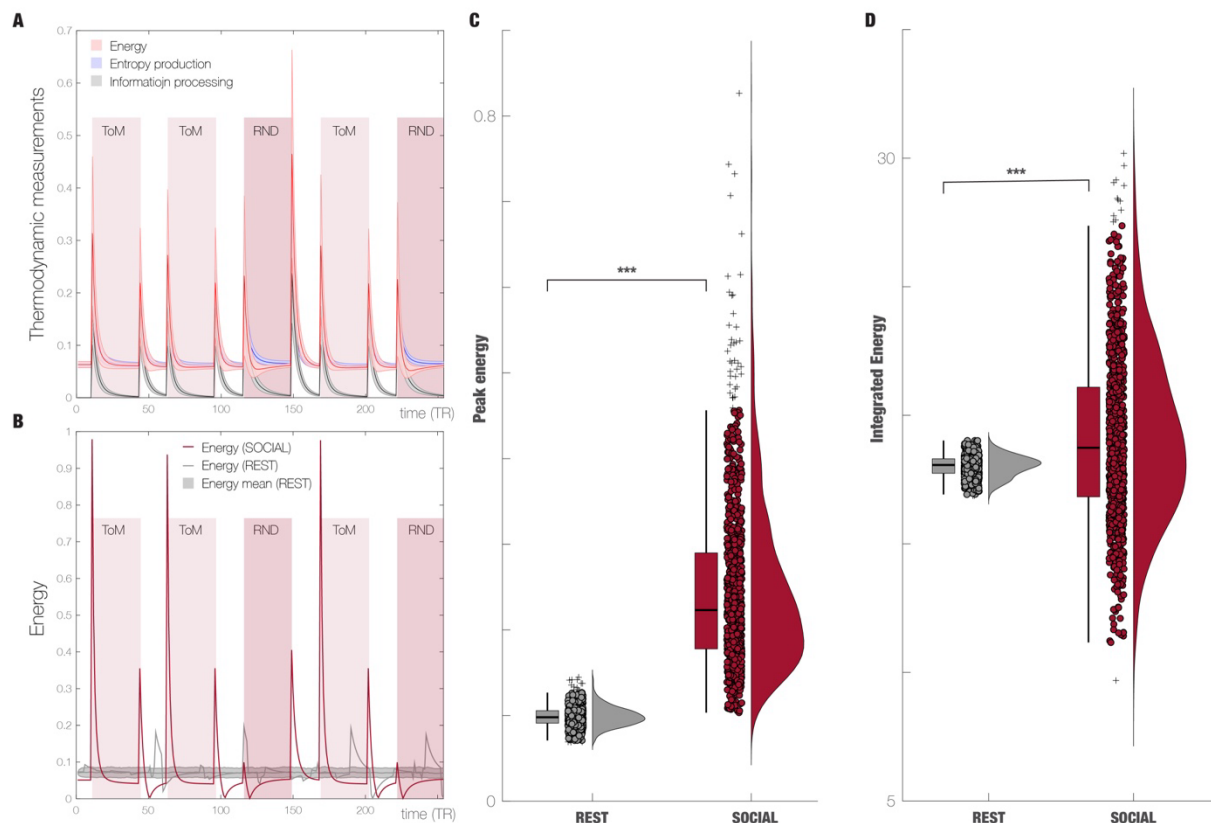 A
Thermodynamic measurements
0.7
0.6
0.5
0.4
0.3
0.2
0.1
0
Energy
Entropy production
Informatiojn processing
ToM
ToM
RND
ToM
RND
0
50
100
150
200
time (TR)
B
Energy
1
0.9
0.8
0.7
0.6
0.5
0.4
0.3
0.2
0.1
0
Energy (SOCIAL)
Energy (REST)
Energy mean (REST)
ToM
ToM
RND
ToM
RND
0
50
100
150
200
time (TR)
C
Peak energy
0.8
0
***
REST
SOCIAL
D
Integrated Energy
30
5
***
REST
SOCIAL